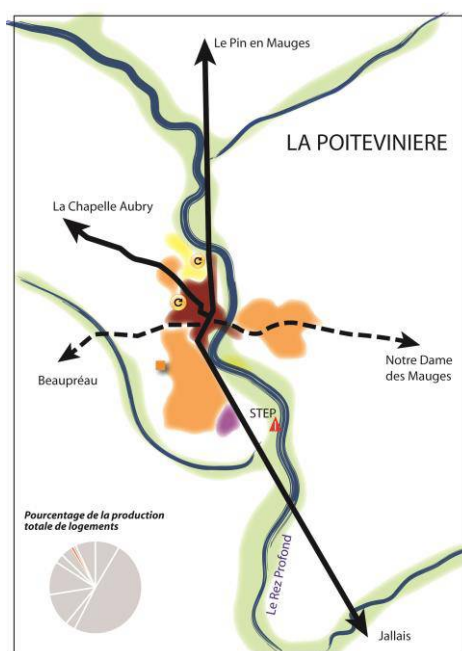 Le Pin en Mauges
LA POITEVINIERE
La Chapelle Aubry
Beaupréau
Notre Dame
des Mauges
STEP
Pourcentage de la production
totale de logements
Le Rez Profond
Jallais